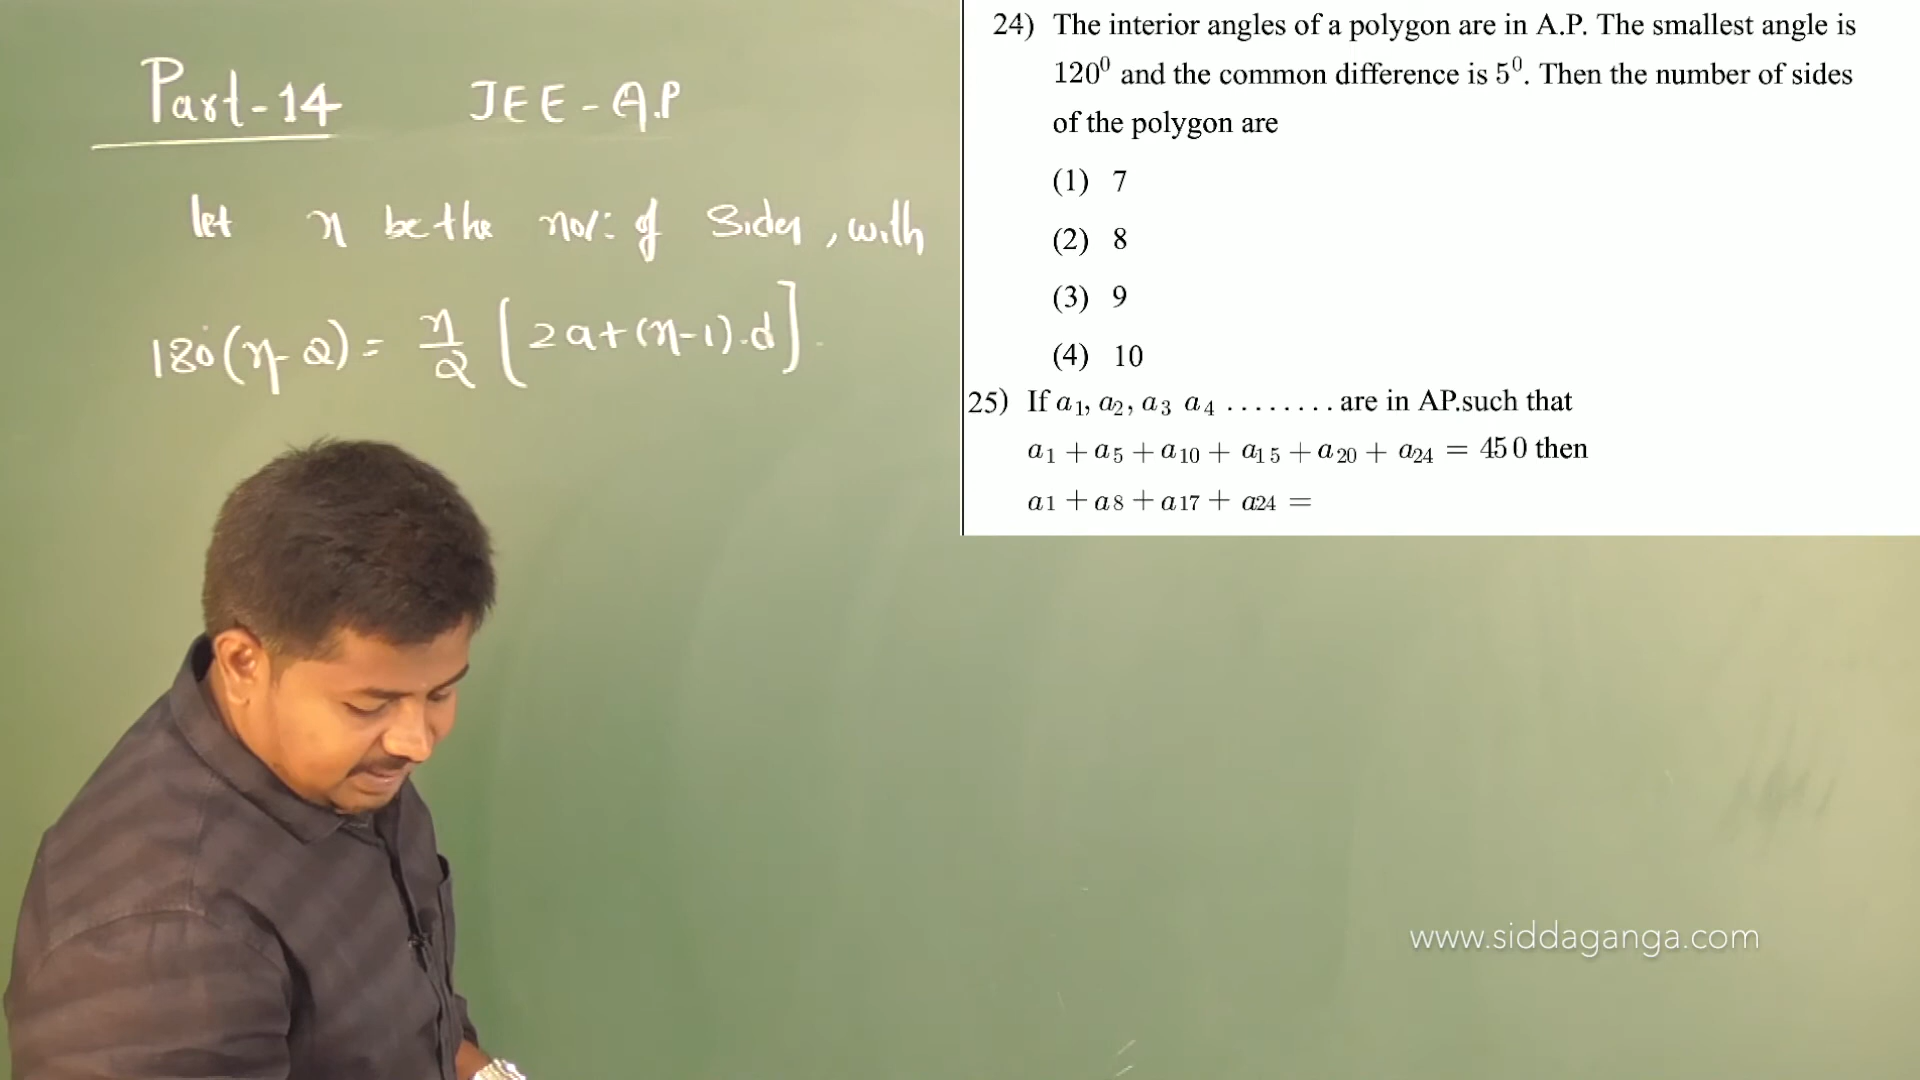 Part-14 JEE - A.P
let n be the no/: of Sides, with
180°(n-2) = n/2 [2a+(n-1).d].
24) The interior angles of a polygon are in A.P. The smallest angle is
120⁰ and the common difference is 5⁰. Then the number of sides
of the polygon are
(1) 7
(2) 8
(3) 9
(4) 10
25) If a₁, a₂, a₃ a₄ ........ are in AP.such that
a₁ + a₅ + a₁₀ + a₁₅ + a₂₀ + a₂₄ = 450 then
a₁ + a₈ + a₁₇ + a₂₄ =
www.siddaganga.com